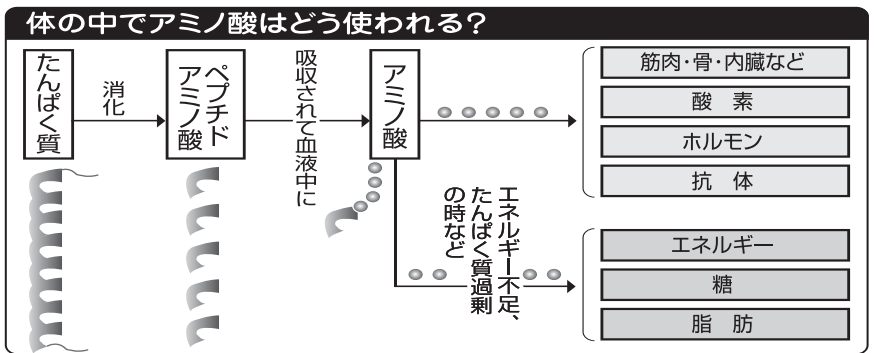 体の中でアミノ酸はどう使われる?
たんぱく質
消化
ペプチド
アミノ酸
吸収されて血液中に
アミノ酸
筋肉・骨・内臓など
酸素
ホルモン
抗体
エネルギー不足、
たんぱく質過剰
の時など
エネルギー
糖
脂肪